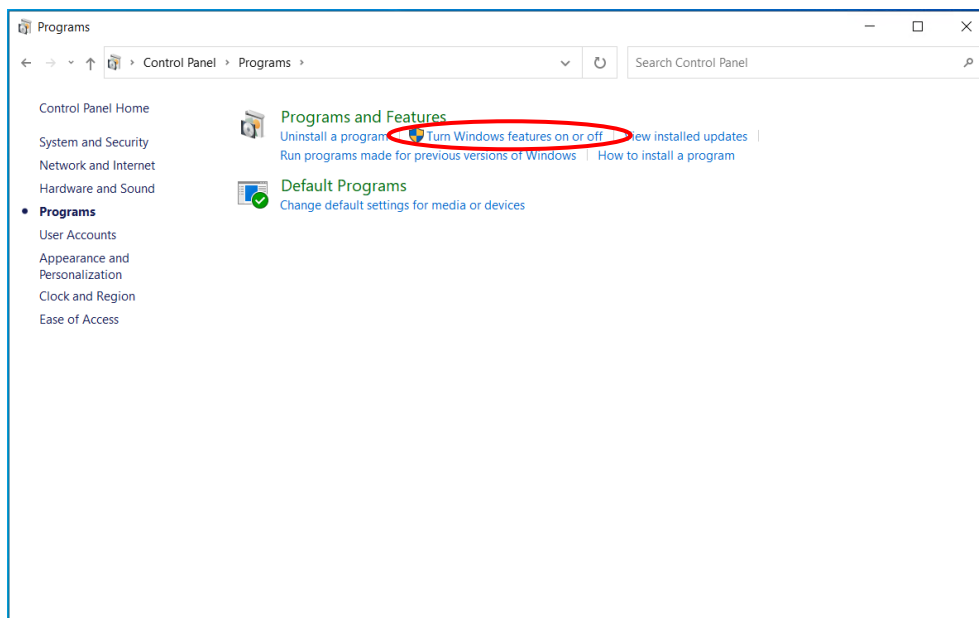 Programs
Control Panel Programs
Search Control Panel
Control Panel Home
System and Security
Network and Internet
Hardware and Sound
Programs
User Accounts
Appearance and
Personalization
Clock and Region
Ease of Access
Programs and Features
Uninstall a program Turn Windows features on or off View installed updates
Run programs made for previous versions of Windows How to install a program
Default Programs
Change default settings for media or devices